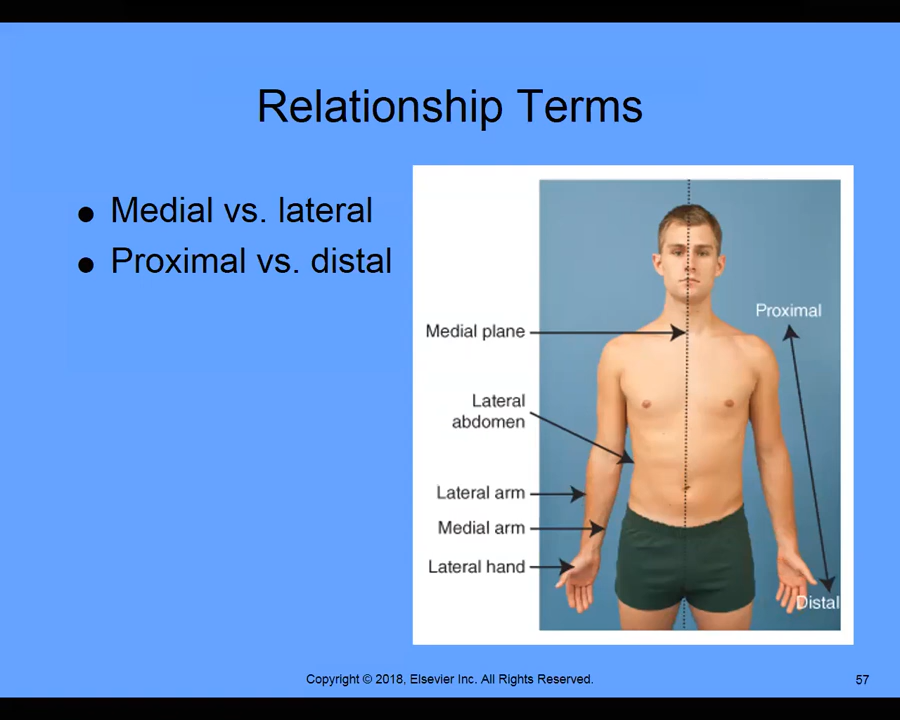 Relationship Terms
● Medial vs. lateral
● Proximal vs. distal
Proximal
Medial plane
Lateral
abdomen
Lateral arm
Medial arm
Lateral hand
Distal
Copyright © 2018, Elsevier Inc. All Rights Reserved.
57